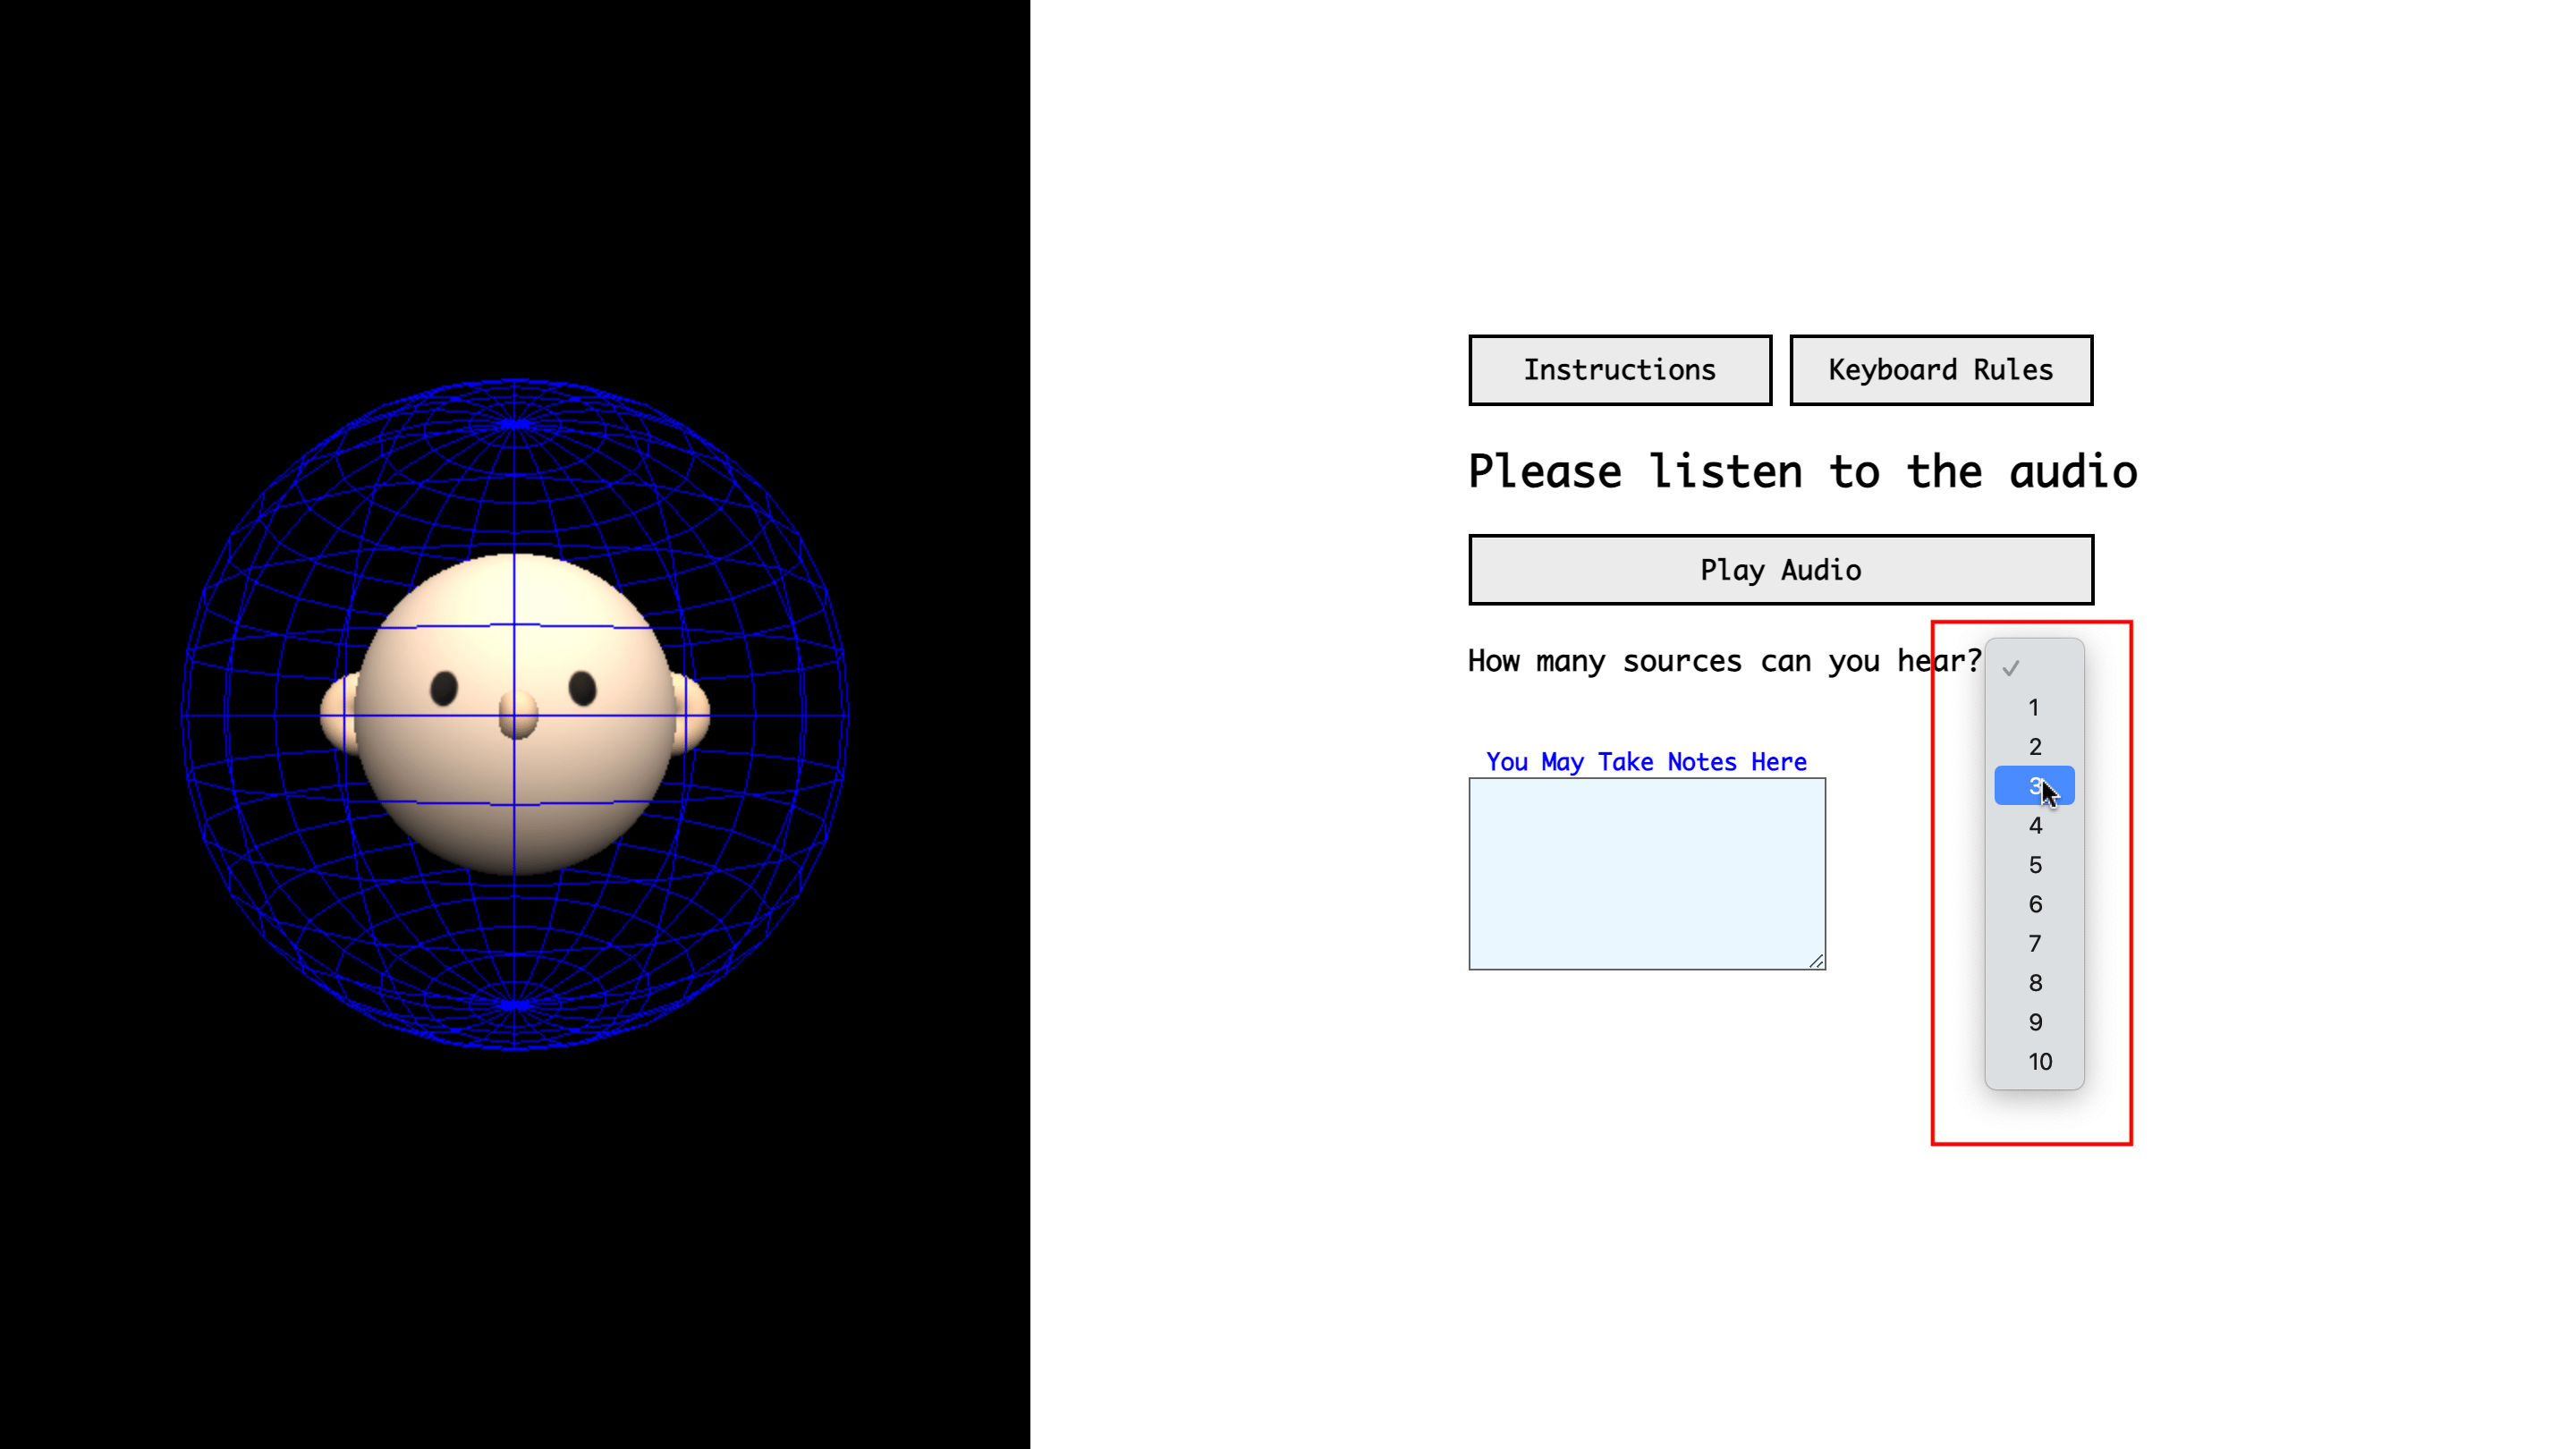 Instructions
Keyboard Rules
Please listen to the audio
Play Audio
How many sources can you hear?
You May Take Notes Here
1
2
3
4
5
6
7
8
9
10